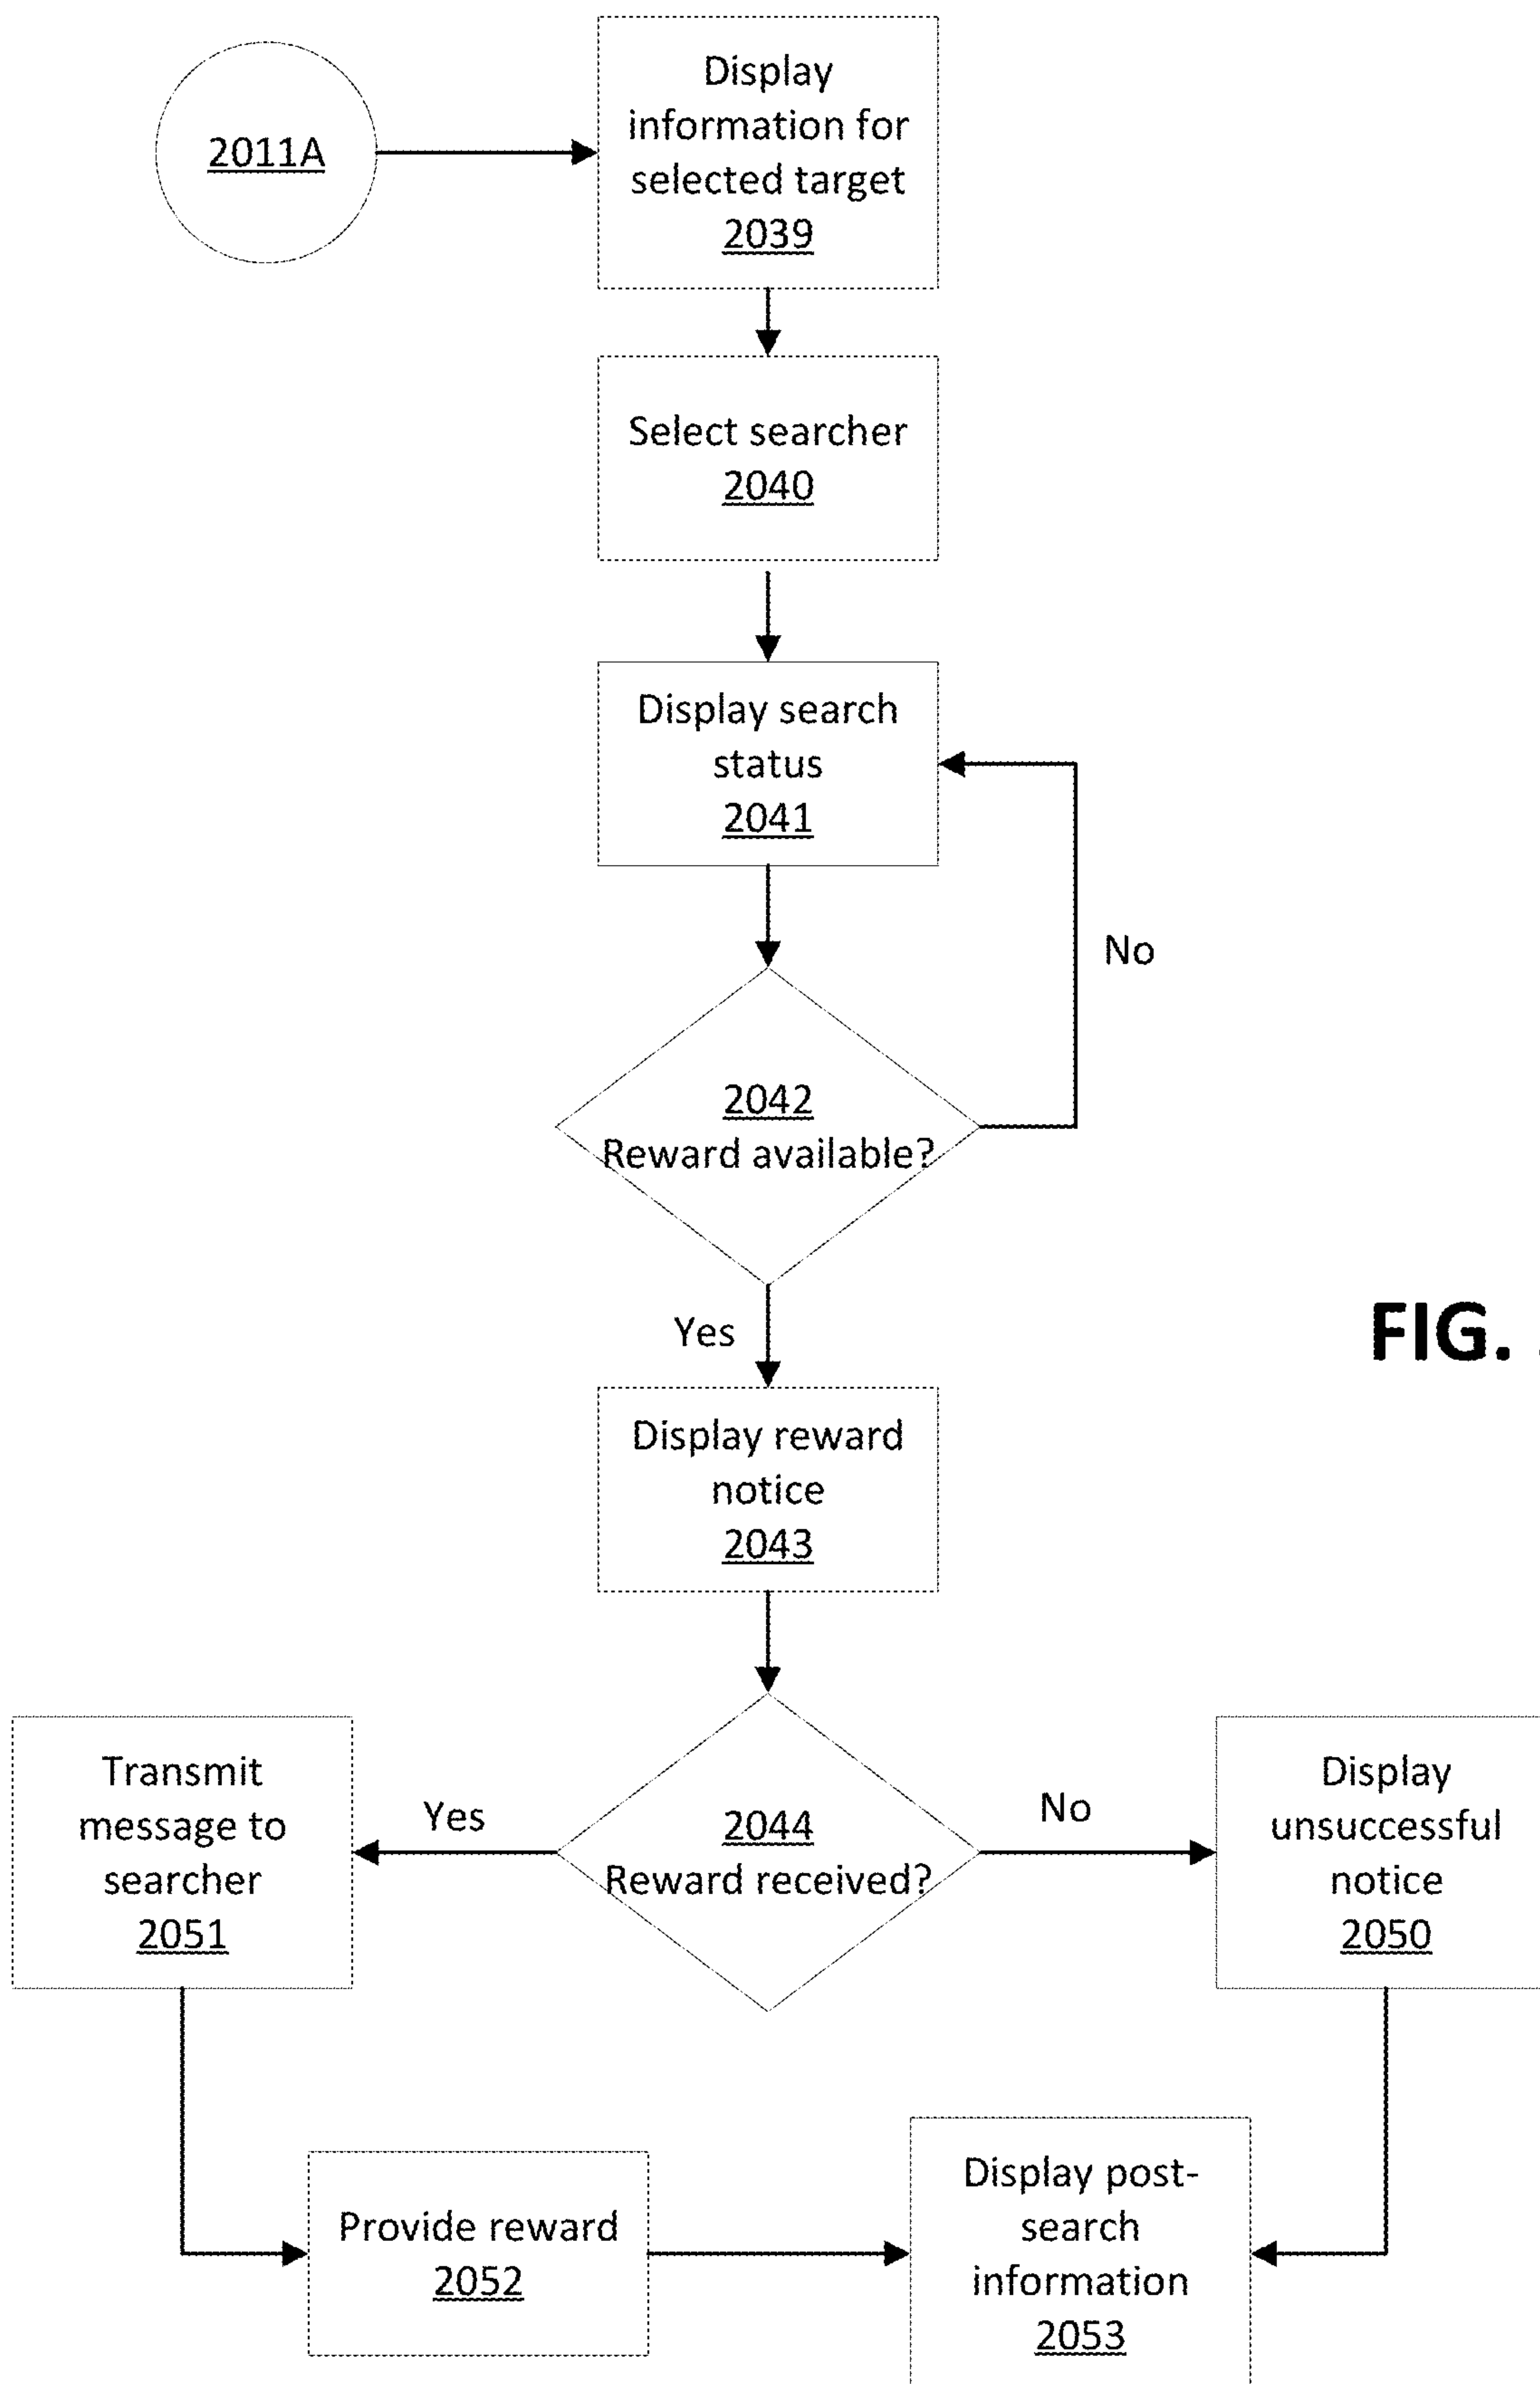 2011A
Display
information for
selected target
2039
Select searcher
2040
Display search
status
2041
No
2042
Reward available?
Yes
FIG.
Display reward
notice
2043
Transmit
message to
searcher
2051
Yes
2044
Reward received?
No
Display
unsuccessful
notice
2050
Provide reward
2052
Display post-
search
information
2053